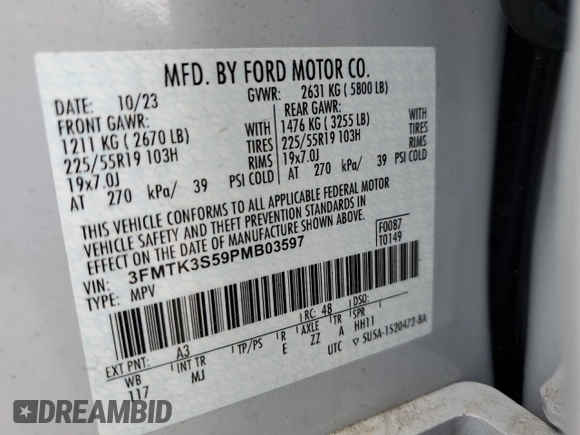 MFD. BY FORD MOTOR CO.
DATE: 10/23 GVWR: 2631 KG ( 5800 LB)
FRONT GAWR: REAR GAWR:
1211 KG ( 2670 LB) WITH 1476 KG ( 3255 LB) WITH
225/55R19 103H TIRES 225/55R19 103H TIRES
19x7.0J RIMS 19x7.0J RIMS
AT 270 kPa/ 39 PSI COLD AT 270 kPa/ 39 PSI COLD
THIS VEHICLE CONFORMS TO ALL APPLICABLE FEDERAL MOTOR
VEHICLE SAFETY AND THEFT PREVENTION STANDARDS IN
EFFECT ON THE DATE OF MANUFACTURE SHOWN ABOVE.
VIN: 3FMTK3S59PMB03597
TYPE: MPV
F0087
T0149
EXT PNT: A3 RC: 48 DSO:
WB INT TR TP/PS R AXLE TR SPR
117 MJ E ZZ A HH11
UTC 5U5A-1520472-BA
DREAMBID